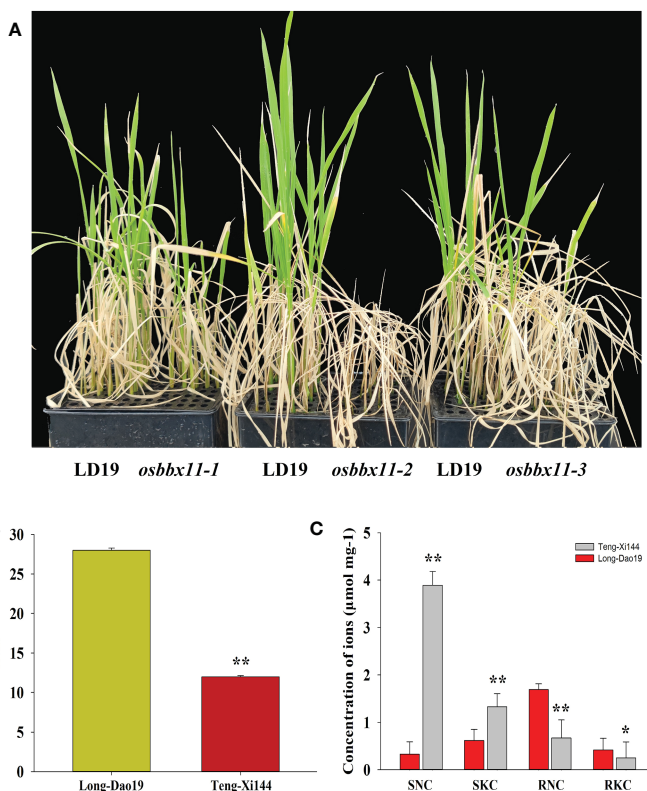 A
LD19 osbbx11-1 LD19 osbbx11-2 LD19 osbbx11-3
30
25
20
15
10
5
0
**
Long-Dao19 Teng-Xi144
C
Concentration of ions (µmol mg-1)
5
4
3
2
1
0
Teng-Xi144
Long-Dao19
**
**
**
*
SNC SKC RNC RKC